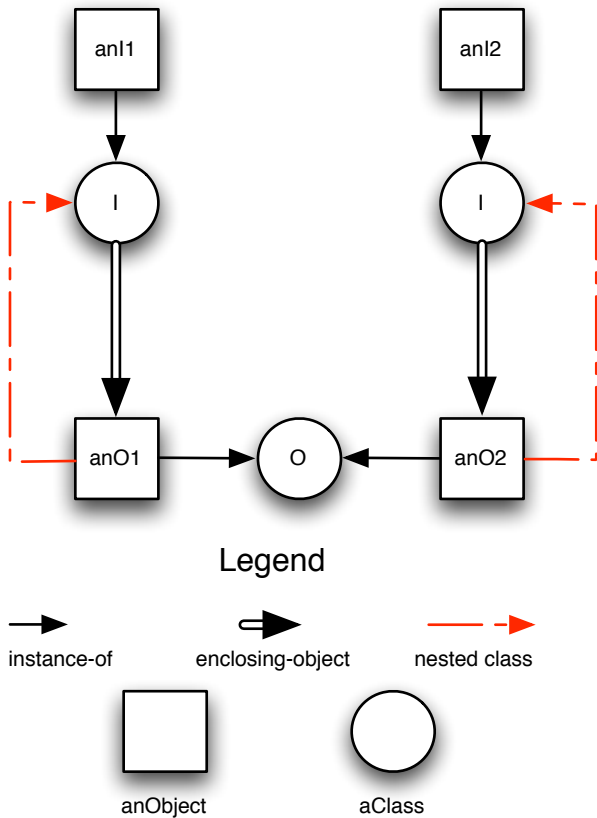 anI1
anI2
I
I
anO1
O
anO2
Legend
instance-of
enclosing-object
nested class
anObject
aClass